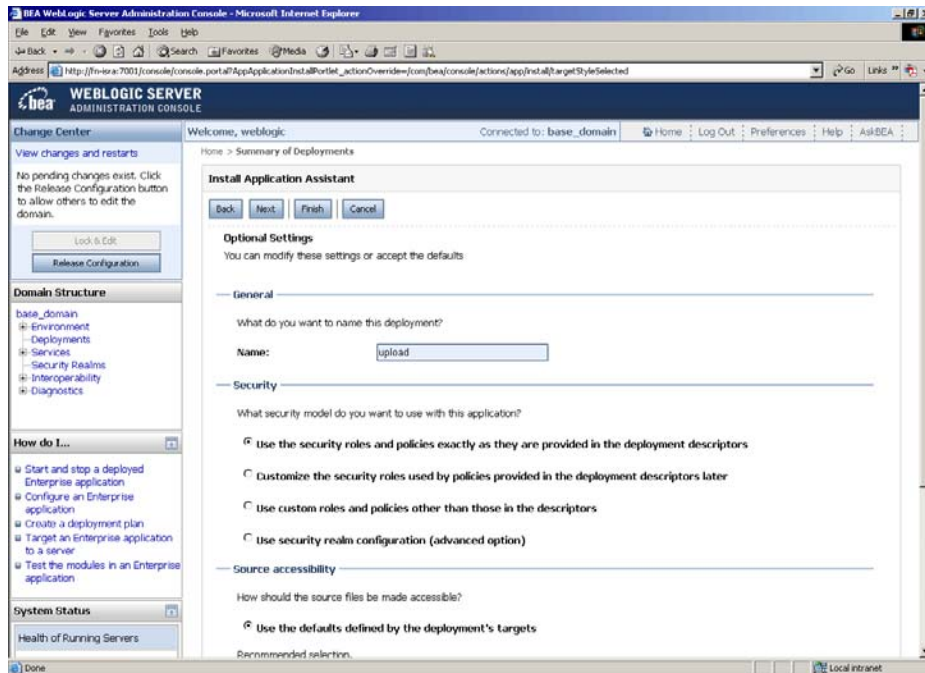 BEA WebLogic Server Administration Console - Microsoft Internet Explorer
File Edit View Favorites Tools Help
Back Search Favorites Media
Address http://fn-isra:7001/console/console.portal?AppApplicationInstallPortlet_actionOverride=/com/bea/console/actions/app/install/targetStyleSelected Go Links »
bea WEBLOGIC SERVER
ADMINISTRATION CONSOLE
Change Center
View changes and restarts
No pending changes exist. Click
the Release Configuration button
to allow others to edit the
domain.
Lock & Edit
Release Configuration
Domain Structure
base_domain
Environment
Deployments
Services
Security Realms
Interoperability
Diagnostics
How do I...
Start and stop a deployed
Enterprise application
Configure an Enterprise
application
Create a deployment plan
Target an Enterprise application
to a server
Test the modules in an Enterprise
application
System Status
Health of Running Servers
Welcome, weblogic Connected to: base_domain Home Log Out Preferences Help AskBEA
Home > Summary of Deployments
Install Application Assistant
Back Next Finish Cancel
Optional Settings
You can modify these settings or accept the defaults
General
What do you want to name this deployment?
Name: upload
Security
What security model do you want to use with this application?
Use the security roles and policies exactly as they are provided in the deployment descriptors
Customize the security roles used by policies provided in the deployment descriptors later
Use custom roles and policies other than those in the descriptors
Use security realm configuration (advanced option)
Source accessibility
How should the source files be made accessible?
Use the defaults defined by the deployment's targets
Recommended selection.
Done Local intranet